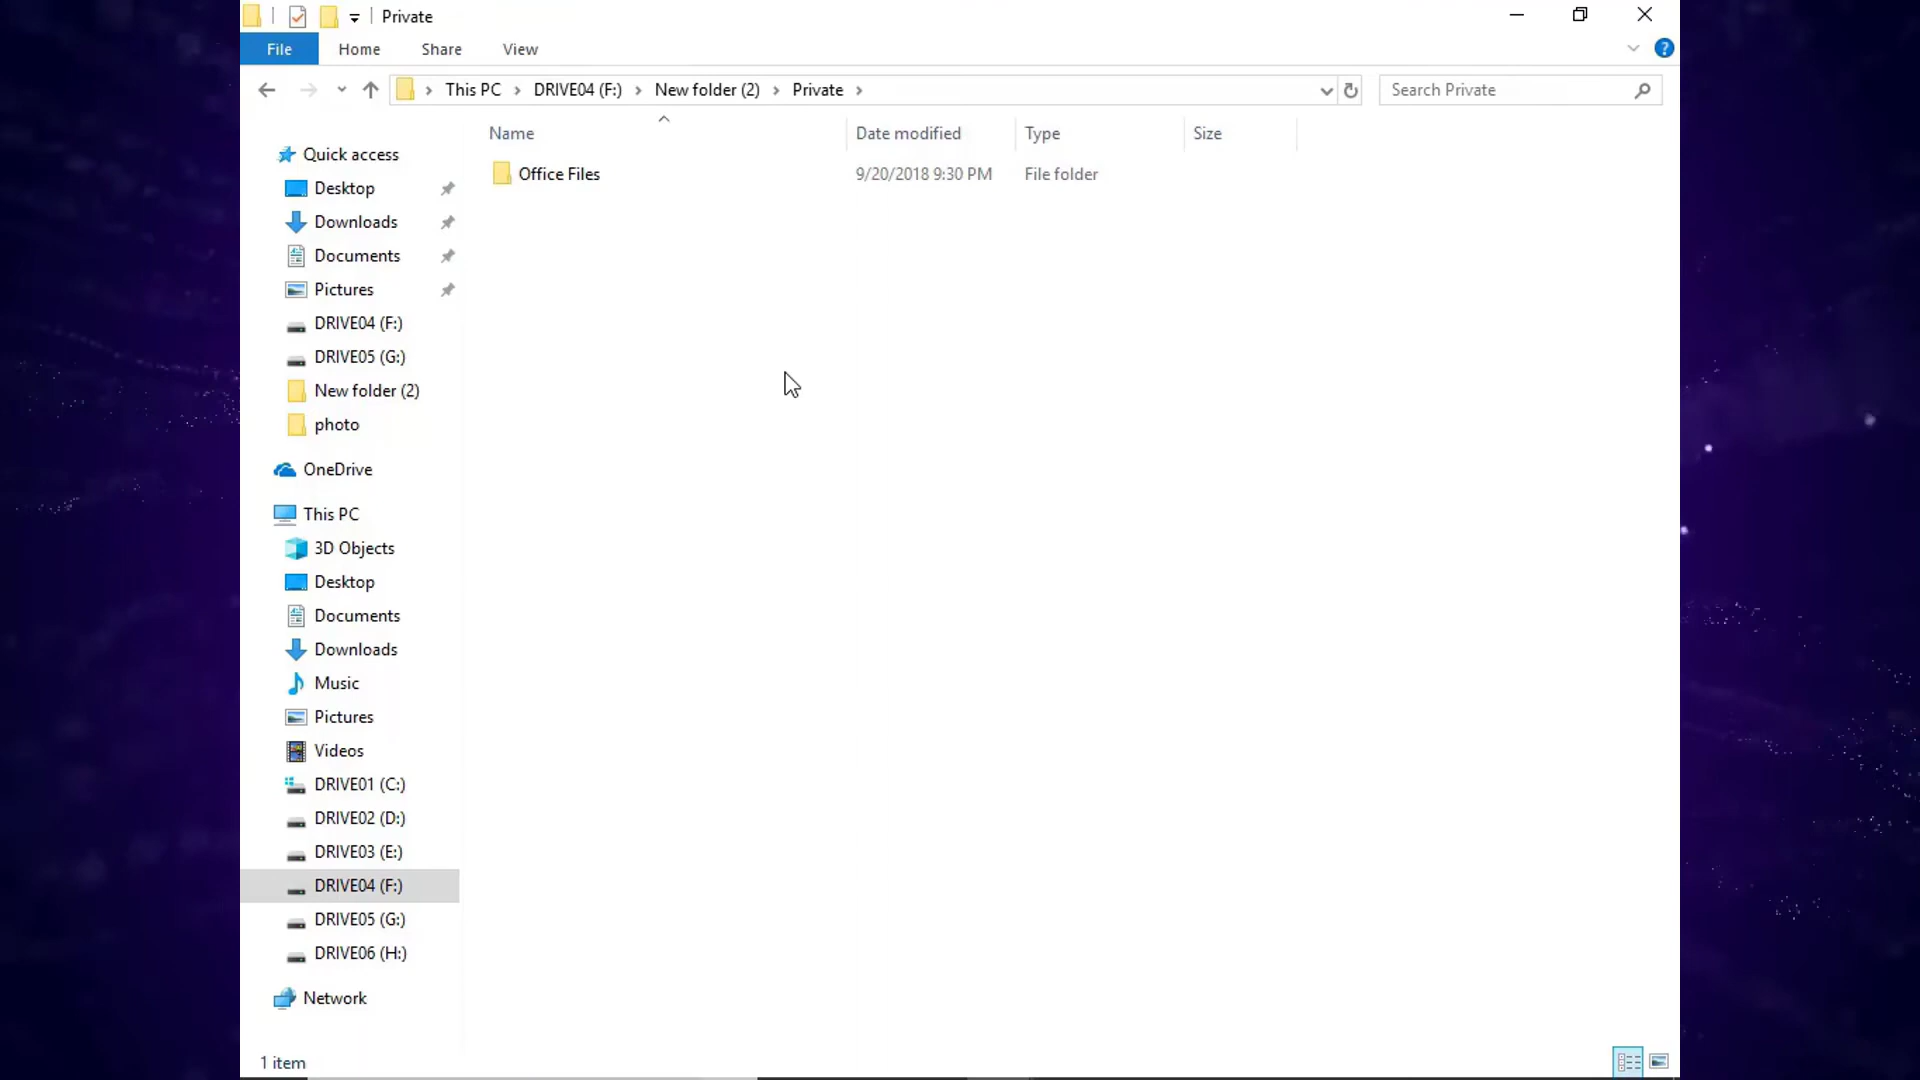 Private
File Home Share View
This PC DRIVE04 (F:) New folder (2) Private
Search Private
Name Date modified Type Size
Office Files 9/20/2018 9:30 PM File folder
Quick access
Desktop
Downloads
Documents
Pictures
DRIVE04 (F:)
DRIVE05 (G:)
New folder (2)
photo
OneDrive
This PC
3D Objects
Desktop
Documents
Downloads
Music
Pictures
Videos
DRIVE01 (C:)
DRIVE02 (D:)
DRIVE03 (E:)
DRIVE04 (F:)
DRIVE05 (G:)
DRIVE06 (H:)
Network
1 item